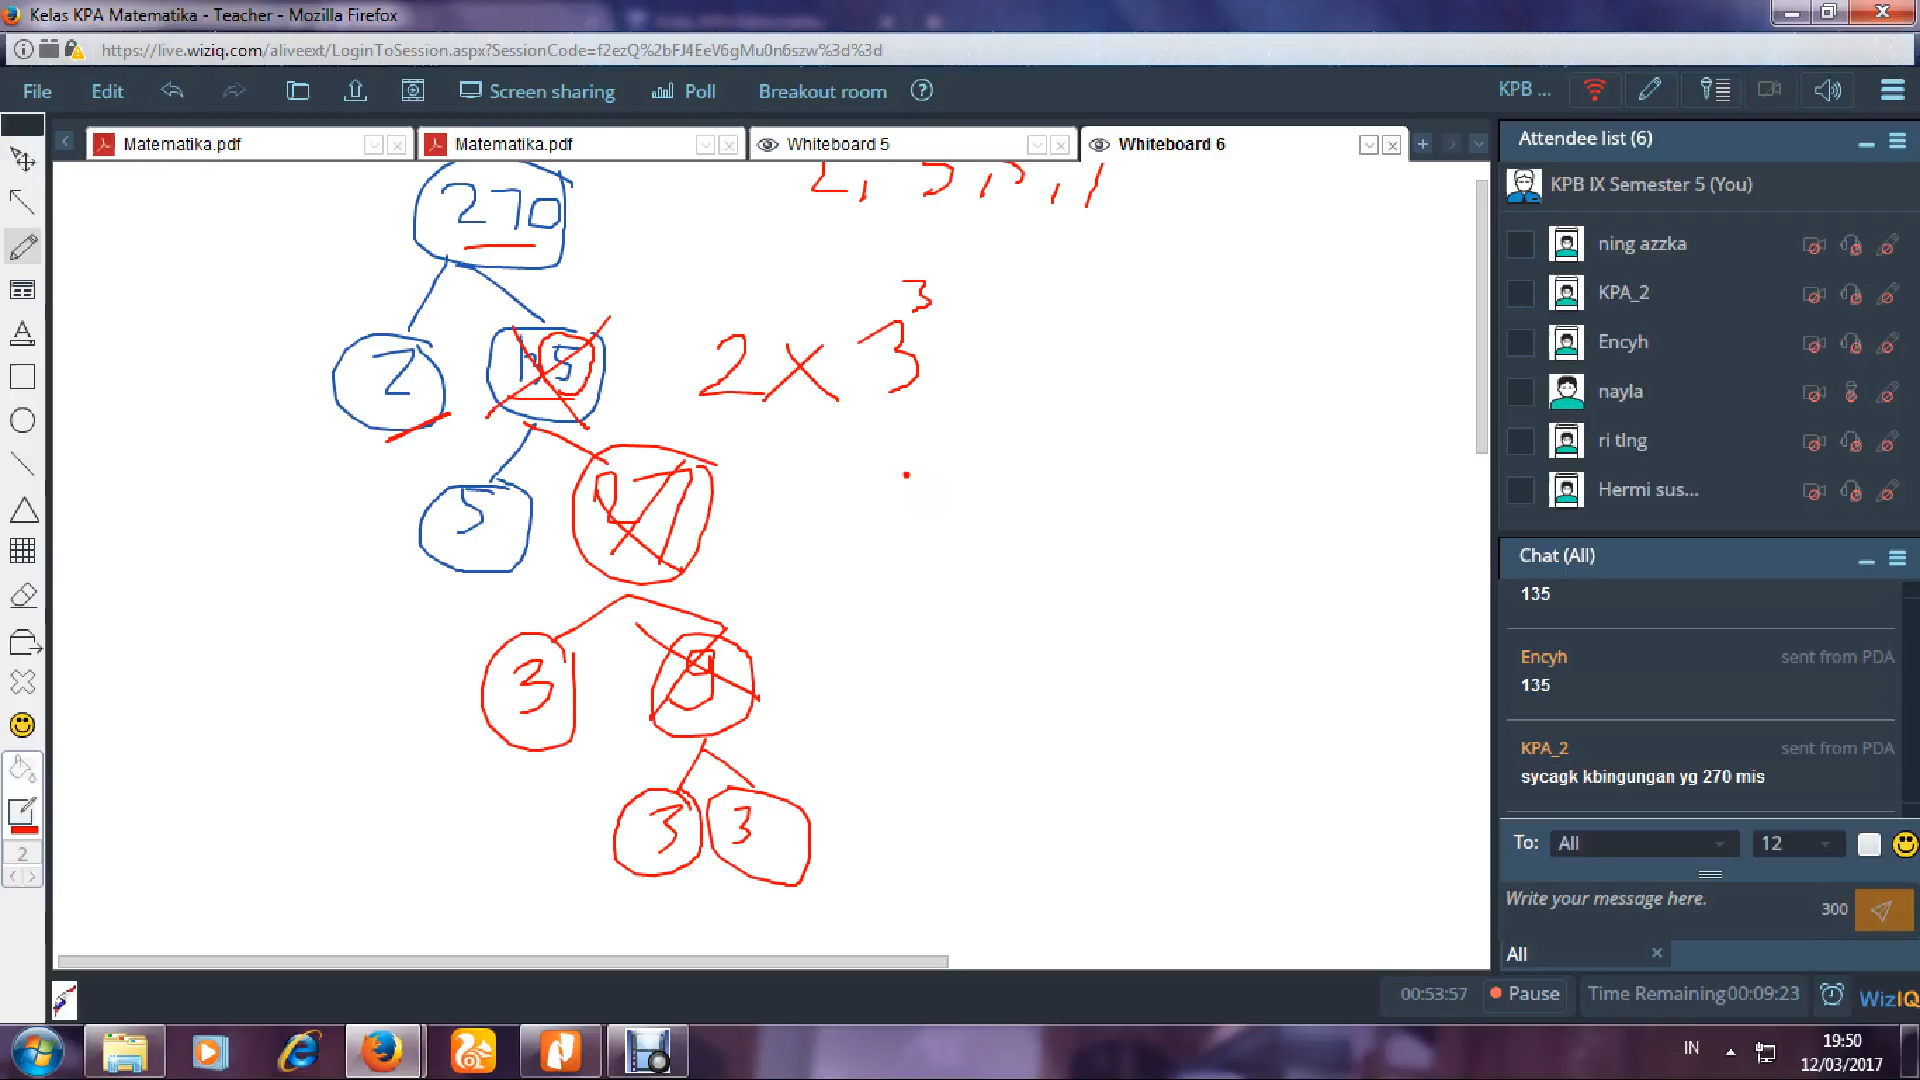 Kelas KPA Matematika - Teacher - Mozilla Firefox
https://live.wiziq.com/aliveext/LoginToSession.aspx?SessionCode=f2ezQ%2bFJ4EeV6gMu0n6szw%3d%3d
File Edit Screen sharing Poll Breakout room KPB ...
Matematika.pdf Matematika.pdf Whiteboard 5 Whiteboard 6
270
2 135
2 x 3³
5 27
3 9
3 3
2
Attendee list (6)
KPB IX Semester 5 (You)
ning azzka
KPA_2
Encyh
nayla
ri tlng
Hermi sus...
Chat (All)
135
Encyh sent from PDA
135
KPA_2 sent from PDA
sycagk kbingungan yg 270 mis
To: All 12
Write your message here. 300
All
00:53:57 Pause Time Remaining00:09:23 WizIQ
IN 19:50
12/03/2017